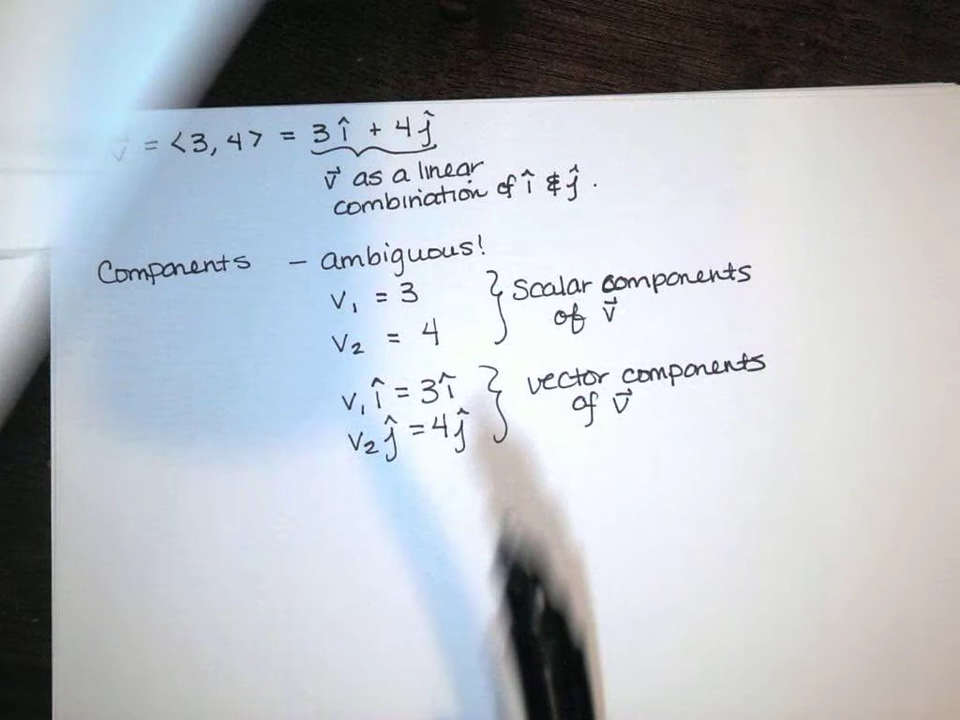 v⃗ = <3, 4> = 3î + 4ĵ
v⃗ as a linear
combination of î & ĵ.
Components - ambiguous!
v₁ = 3
v₂ = 4
scalar components
of v⃗
v₁î = 3î
v₂ĵ = 4ĵ
vector components
of v⃗